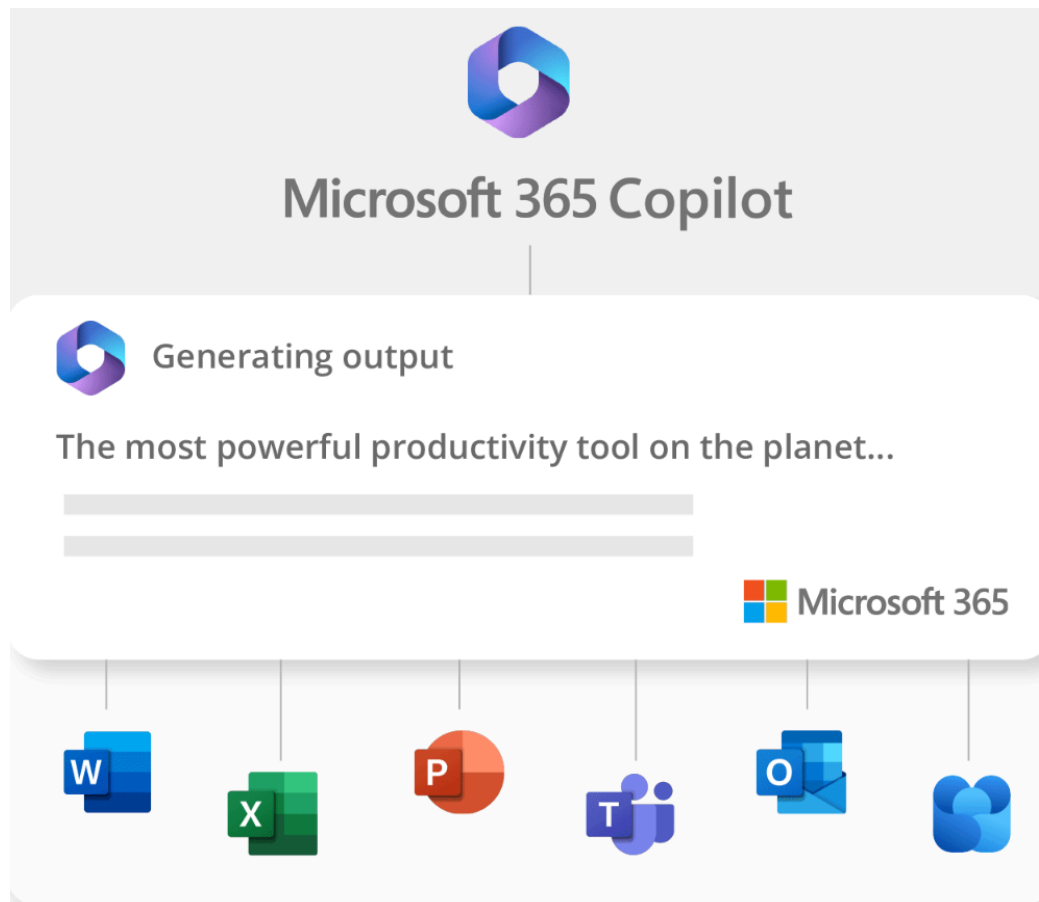 Microsoft 365 Copilot
Generating output
The most powerful productivity tool on the planet...
Microsoft 365
W
X
P
T
O